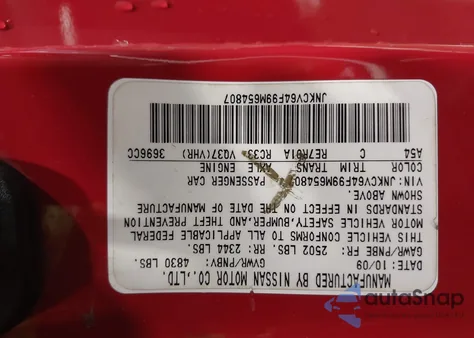 MANUFACTURED BY NISSAN MOTOR CO.,LTD.
DATE: 10/09 GWR/PNBV: 4830 LBS.
GAWR/PNBE FR: 2502 LBS. RR: 2344 LBS.
THIS VEHICLE CONFORMS TO ALL APPLICABLE FEDERAL
MOTOR VEHICLE SAFETY, BUMPER, AND THEFT PREVENTION
STANDARDS IN EFFECT ON THE DATE OF MANUFACTURE
SHOWN ABOVE.
VIN: JNKCV64F99M654807 PASSENGER CAR
COLOR TRIM TRANS AXLE ENGINE
A54 C RE7R01A RC33 VQ37(VHR) 3696CC
JNKCV64F99M654807
autoSnap